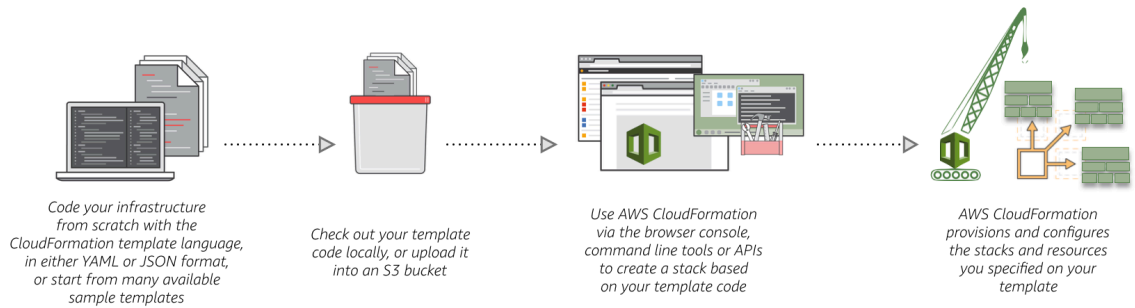 Code your infrastructure
from scratch with the
CloudFormation template language,
in either YAML or JSON format,
or start from many available
sample templates
Check out your template
code locally, or upload it
into an S3 bucket
Use AWS CloudFormation
via the browser console,
command line tools or APIs
to create a stack based
on your template code
AWS CloudFormation
provisions and configures
the stacks and resources
you specified on your
template